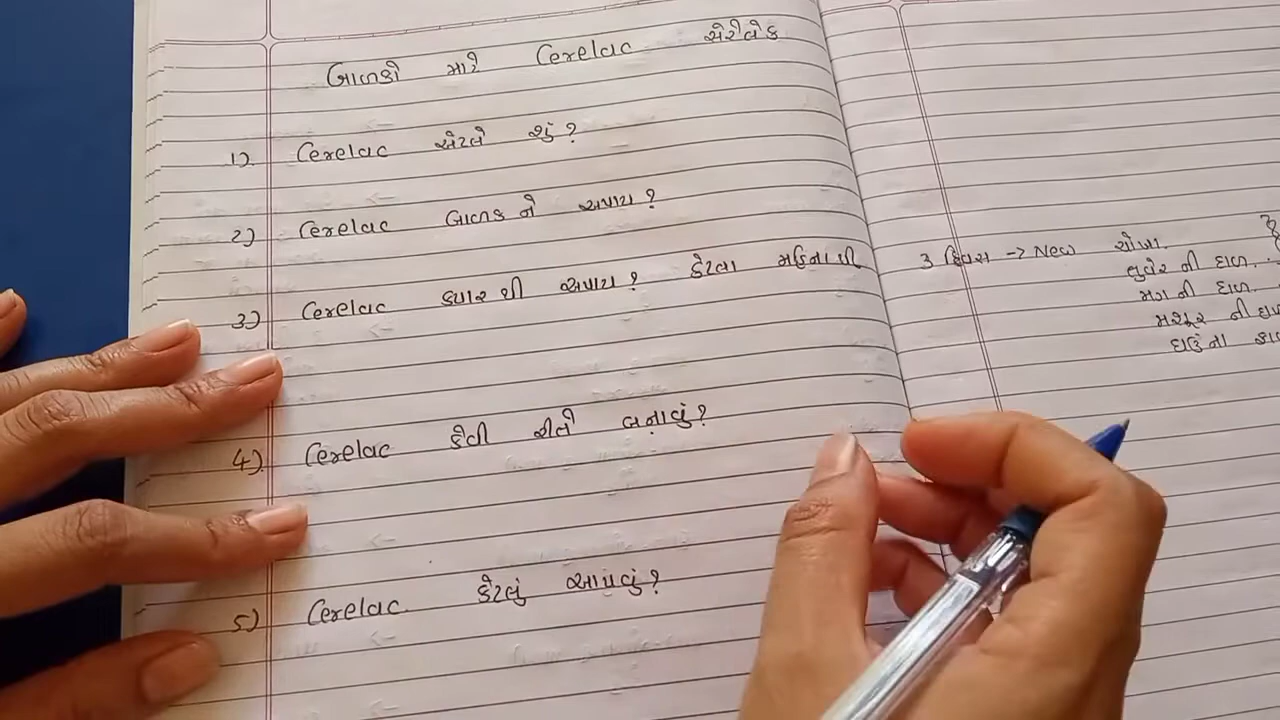 બાળકો માટે Cerelac સેરીલેક
1) Cerelac એટલે શું?
2) Cerelac બાળક ને અપાય?
3) Cerelac ક્યાર થી અપાય? કેટલા મહિના થી
4) Cerelac કેવી રીતે બનાવું?
5) Cerelac કેટલું આપવું?
3 દિવસ → New ચોખા
તુવેર ની દાળ
મગ ની દાળ
મસૂર ની
ઘઉંના